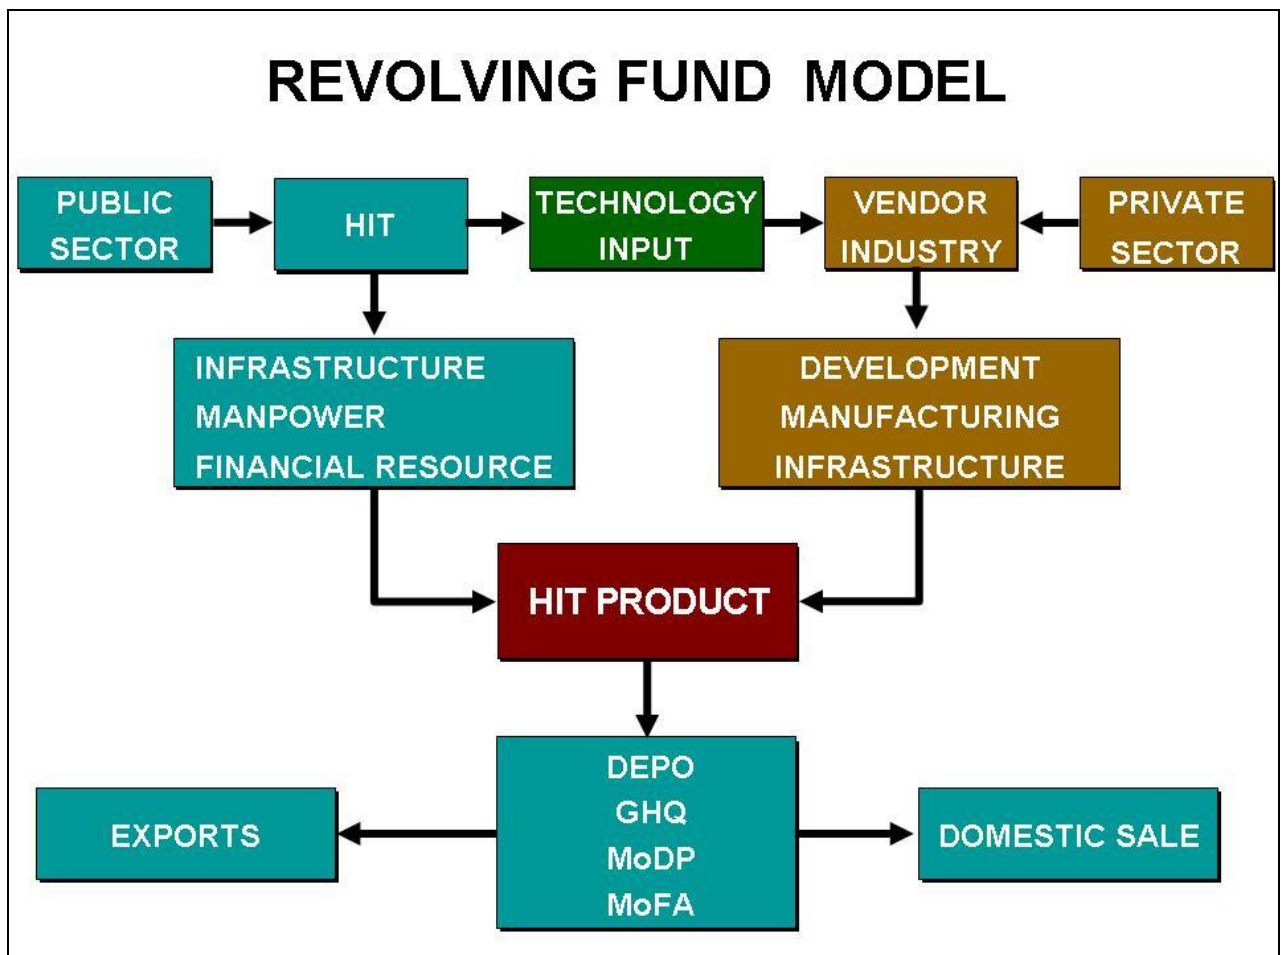 REVOLVING FUND MODEL
PUBLIC
SECTOR
HIT
TECHNOLOGY
INPUT
VENDOR
INDUSTRY
PRIVATE
SECTOR
INFRASTRUCTURE
MANPOWER
FINANCIAL RESOURCE
DEVELOPMENT
MANUFACTURING
INFRASTRUCTURE
HIT PRODUCT
DEPO
GHQ
MoDP
MoFA
EXPORTS
DOMESTIC SALE